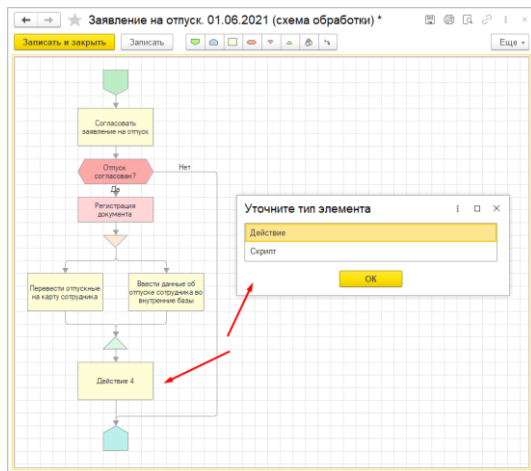 Заявление на отпуск. 01.06.2021 (схема обработки) *
Записать и закрыть
Записать
Еще
Согласовать
заявление на отпуск
Отпуск
согласован?
Нет
Да
Регистрация
документа
Уточните тип элемента
Действие
Скрипт
ОК
Перевести отпускные
на карту сотрудника
Ввести данные об
отпуске сотрудника во
внутренние базы
Действие 4